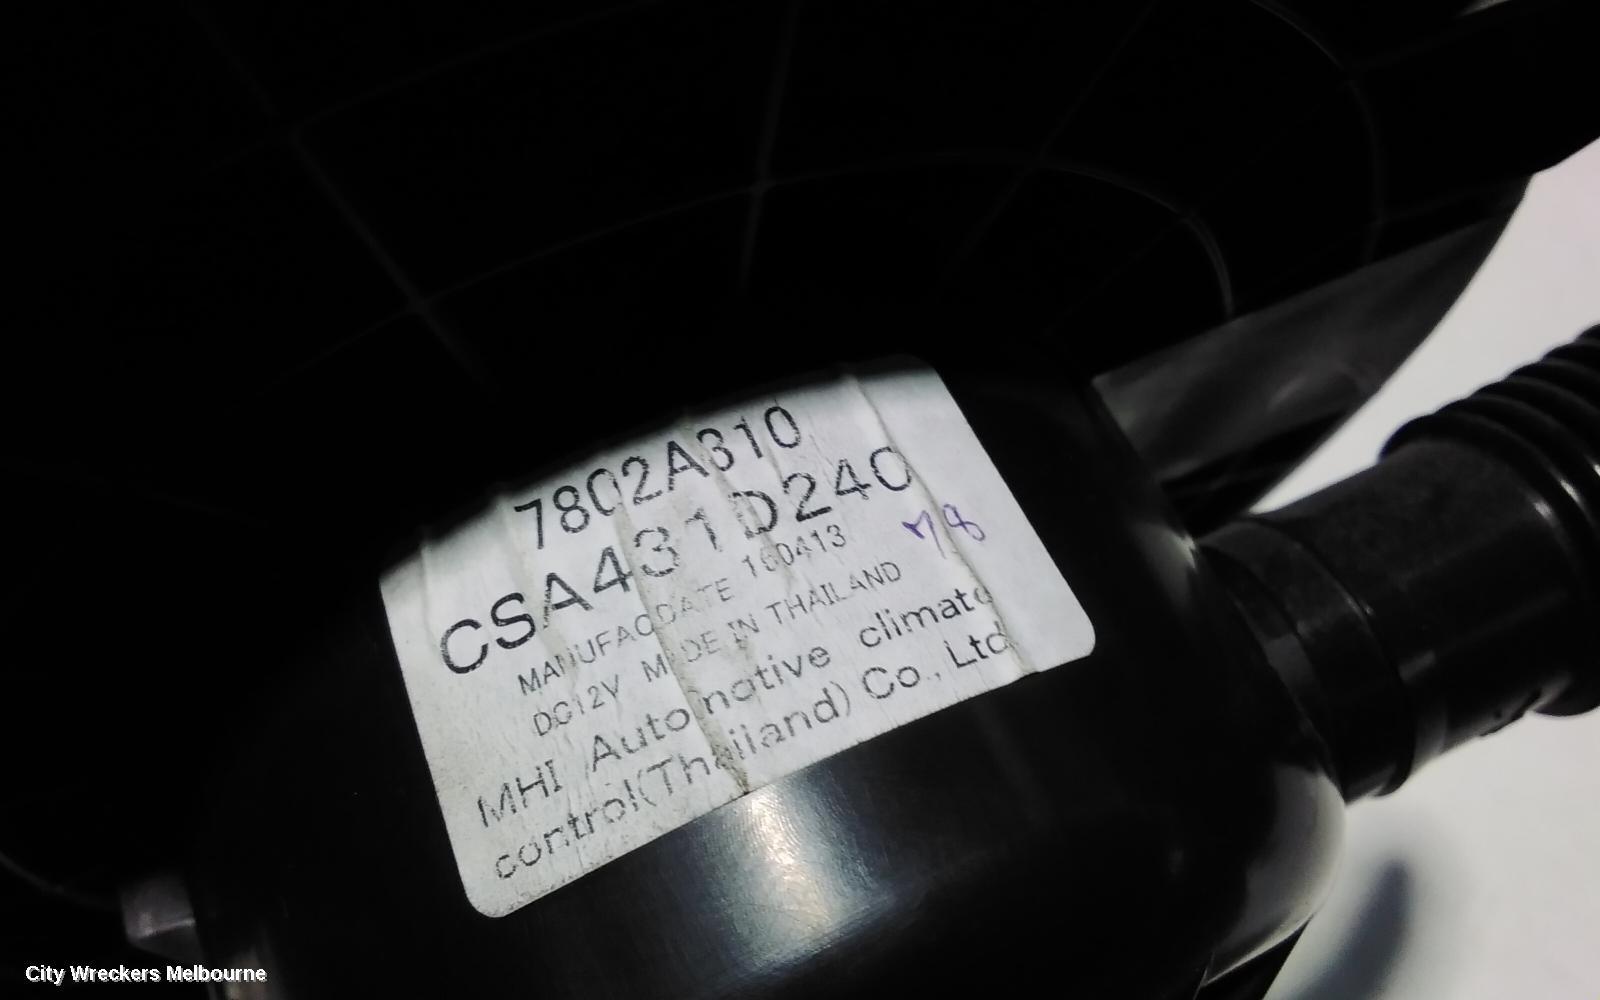 7802A310
CSA431D240
MANUFACDATE 160413
DC12V MADE IN THAILAND
MHI Automotive climate
control(Thailand) Co., Ltd.
City Wreckers Melbourne